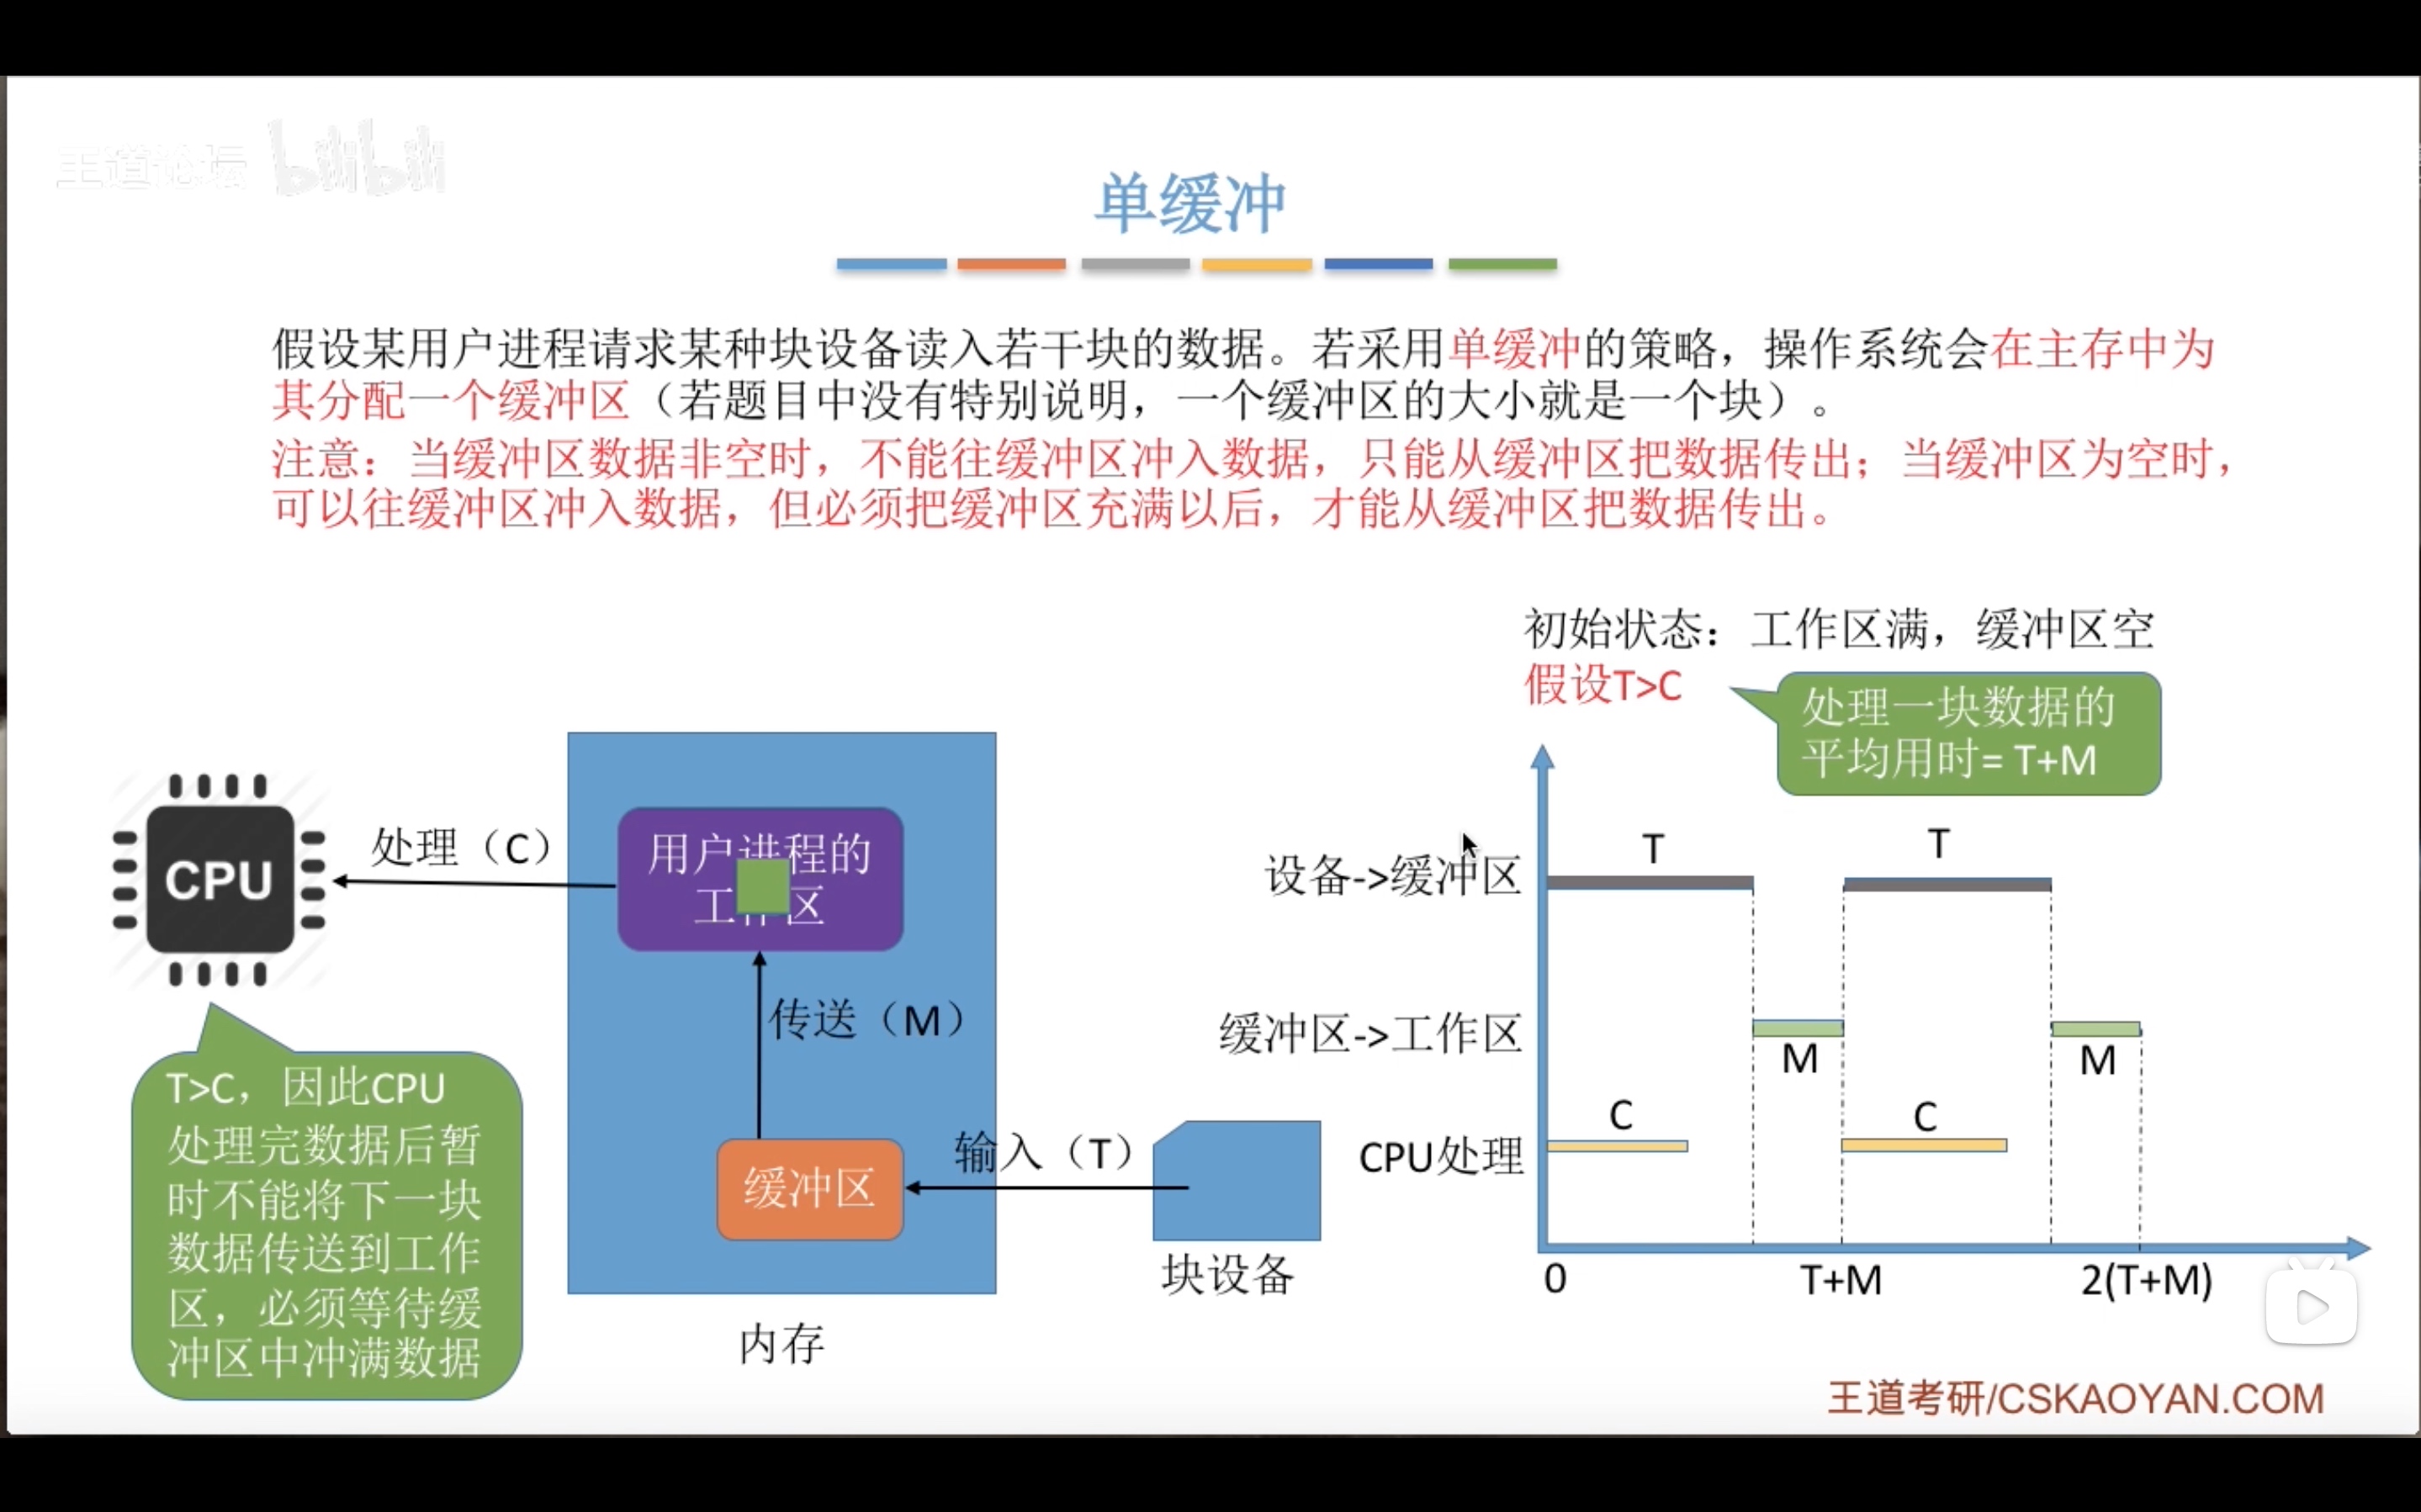 王道论坛 bilibili
单缓冲
假设某用户进程请求某种块设备读入若干块的数据。若采用单缓冲的策略，操作系统会在主存中为
其分配一个缓冲区（若题目中没有特别说明，一个缓冲区的大小就是一个块）。
注意：当缓冲区数据非空时，不能往缓冲区冲入数据，只能从缓冲区把数据传出；当缓冲区为空时，
可以往缓冲区冲入数据，但必须把缓冲区充满以后，才能从缓冲区把数据传出。
初始状态：工作区满，缓冲区空
假设T>C
处理一块数据的
平均用时= T+M
CPU
处理（C）
用户进程的
工作区
传送（M）
缓冲区
输入（T）
块设备
内存
T>C，因此CPU
处理完数据后暂
时不能将下一块
数据传送到工作
区，必须等待缓
冲区中冲满数据
设备->缓冲区
T
T
缓冲区->工作区
M
M
CPU处理
C
C
0
T+M
2(T+M)
王道考研/CSKAOYAN.COM